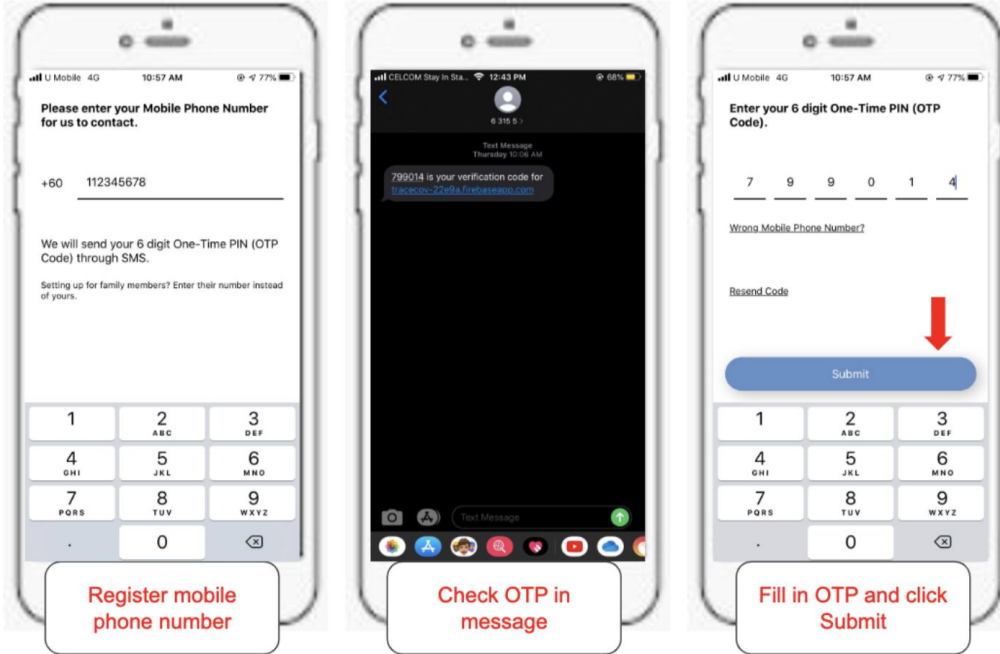 U Mobile 4G 10:57 AM 77%
Please enter your Mobile Phone Number
for us to contact.
+60 112345678
We will send your 6 digit One-Time PIN (OTP
Code) through SMS.
Setting up for family members? Enter their number instead
of yours.
1
2
ABC
3
DEF
4
GHI
5
JKL
6
MNO
7
PQRS
8
TUV
9
WXYZ
.
0
Register mobile
phone number
CELCOM Stay In Sta... 12:43 PM 68%
6 315 5 >
Text Message
Thursday 10:06 AM
799014 is your verification code for
tracecov-22e9a.firebaseapp.com
Text Message
Check OTP in
message
U Mobile 4G 10:57 AM 77%
Enter your 6 digit One-Time PIN (OTP
Code).
7 9 9 0 1 4
Wrong Mobile Phone Number?
Resend Code
Submit
1
2
ABC
3
DEF
4
GHI
5
JKL
6
MNO
7
PQRS
8
TUV
9
WXYZ
.
0
Fill in OTP and click
Submit